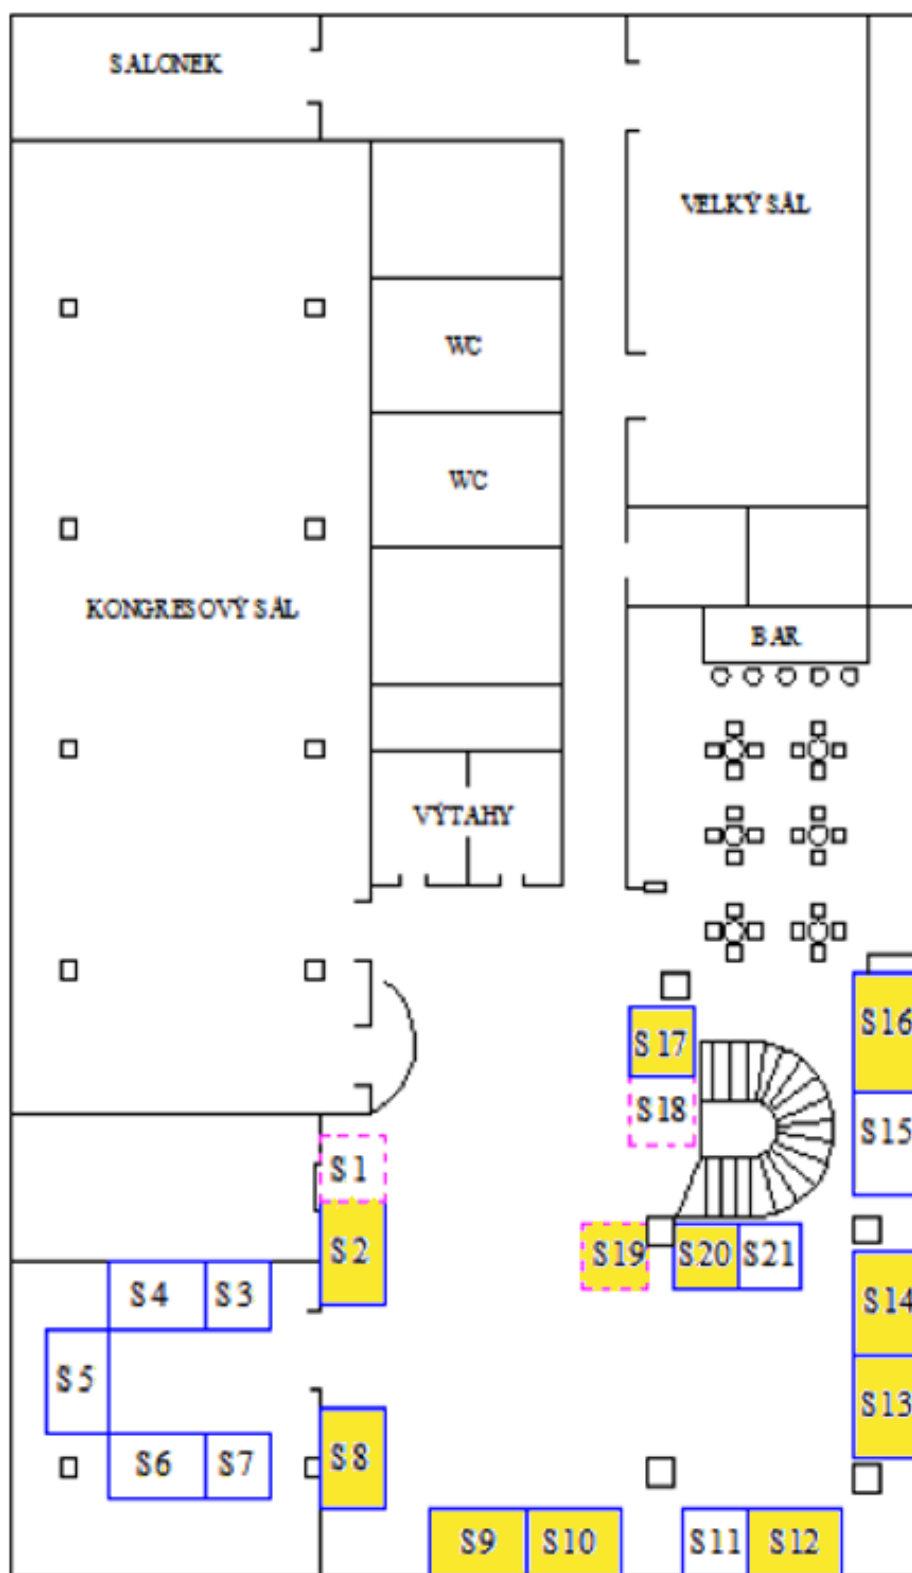 SALONEK
VELKÝ SÁL
WC
WC
KONGRESOVÝ SÁL
BAR
VÝTAHY
S16
S17
S18
S15
S1
S2
S19
S20
S21
S4
S3
S14
S5
S13
S6
S7
S8
S9
S10
S11
S12